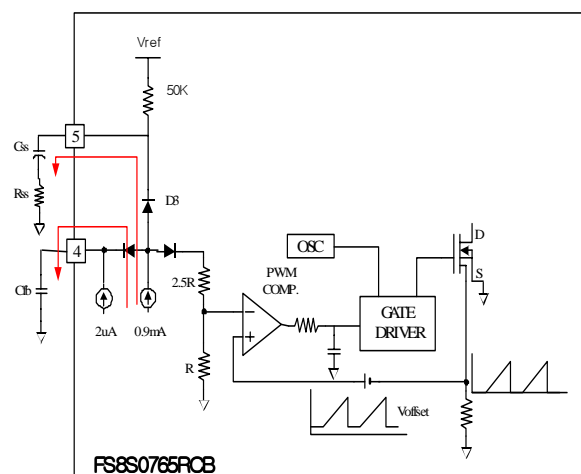 Vref
50K
5
Css
Rss
D3
4
Cfb
2uA
0.9mA
2.5R
R
PWM
COMP.
-
+
OSC
GATE
DRIVER
D
S
Voffset
FS8S0765RCB